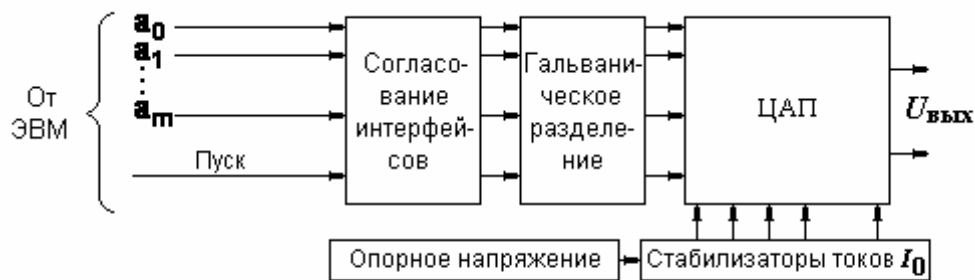 a₀
a₁
aₘ
От
ЭВМ
Пуск
Согласо-
вание
интерфей-
сов
Гальвани-
ческое
разделе-
ние
ЦАП
Uвых
Опорное напряжение
Стабилизаторы токов I₀